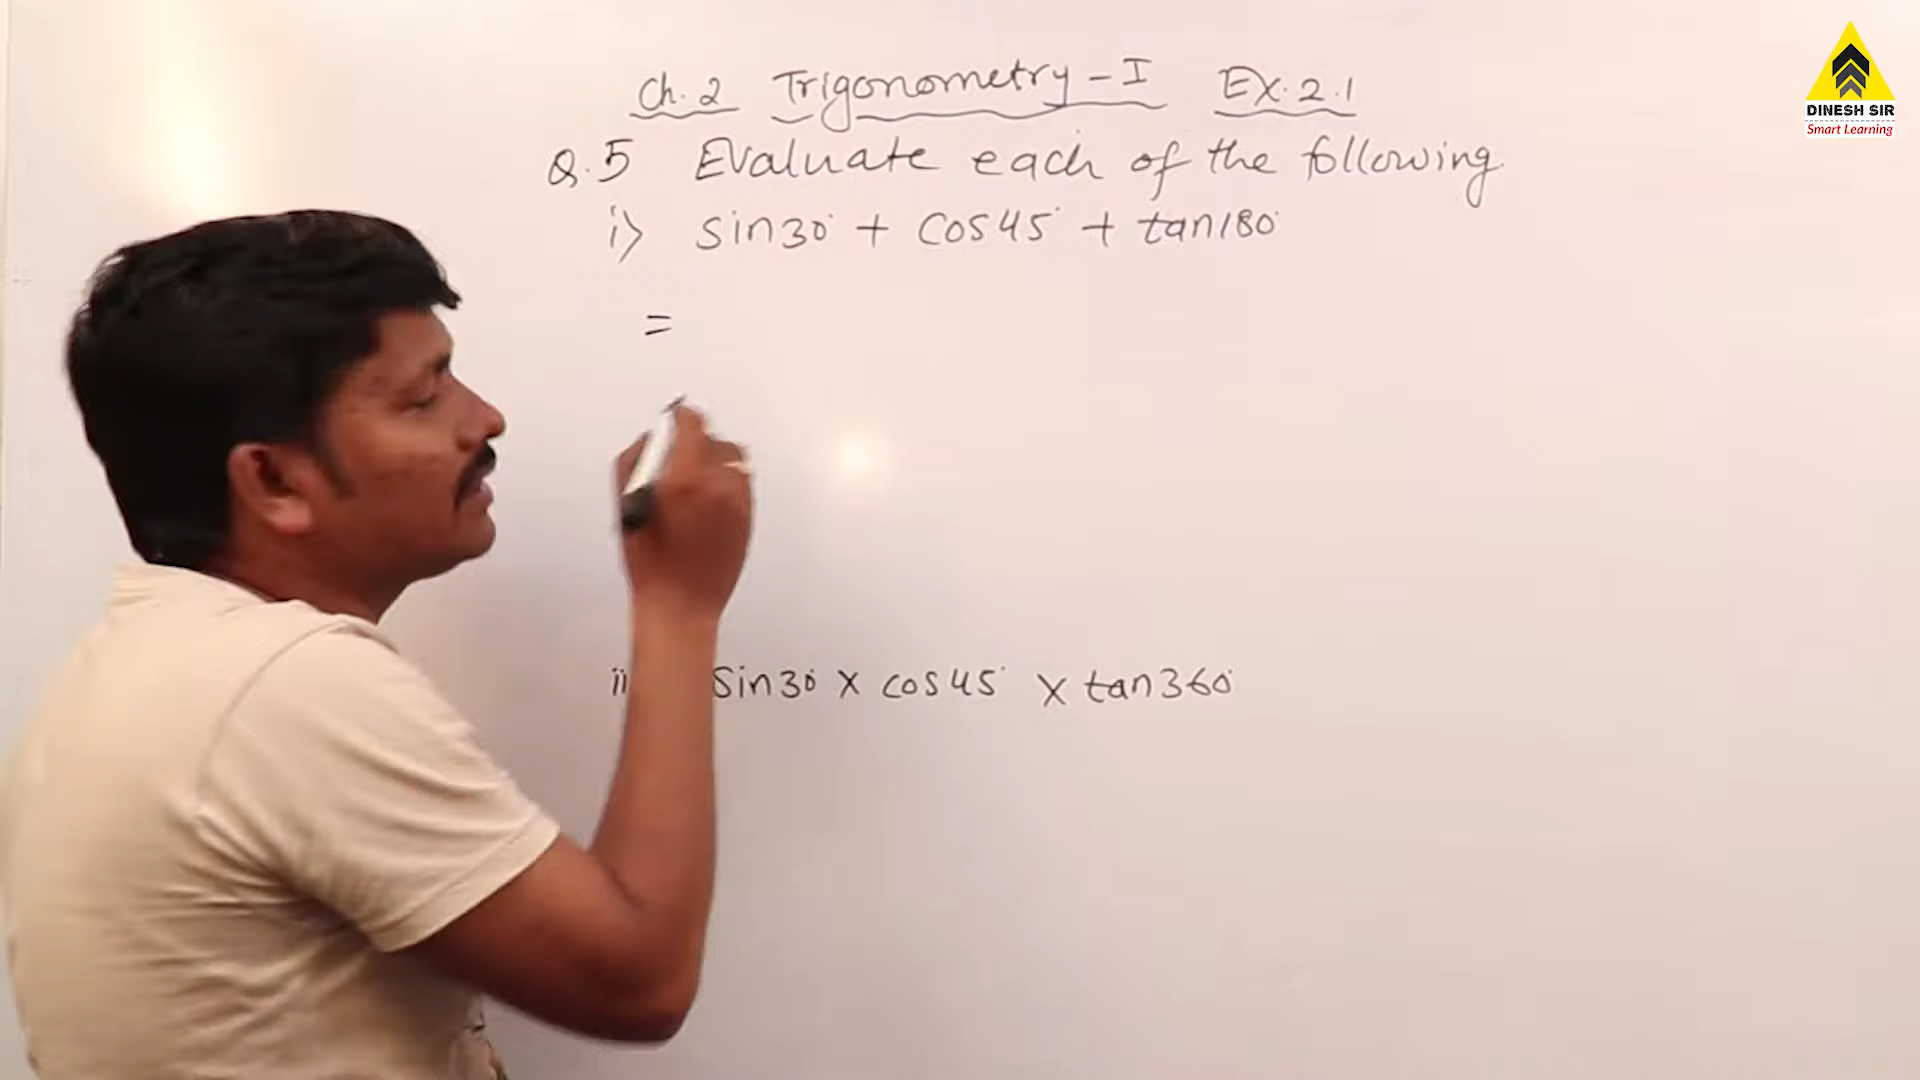 Ch. 2 Trigonometry - I Ex. 2.1
Q. 5 Evaluate each of the following
i) sin30° + cos45° + tan180°
=
ii sin30° × cos45° × tan360°
DINESH SIR
Smart Learning